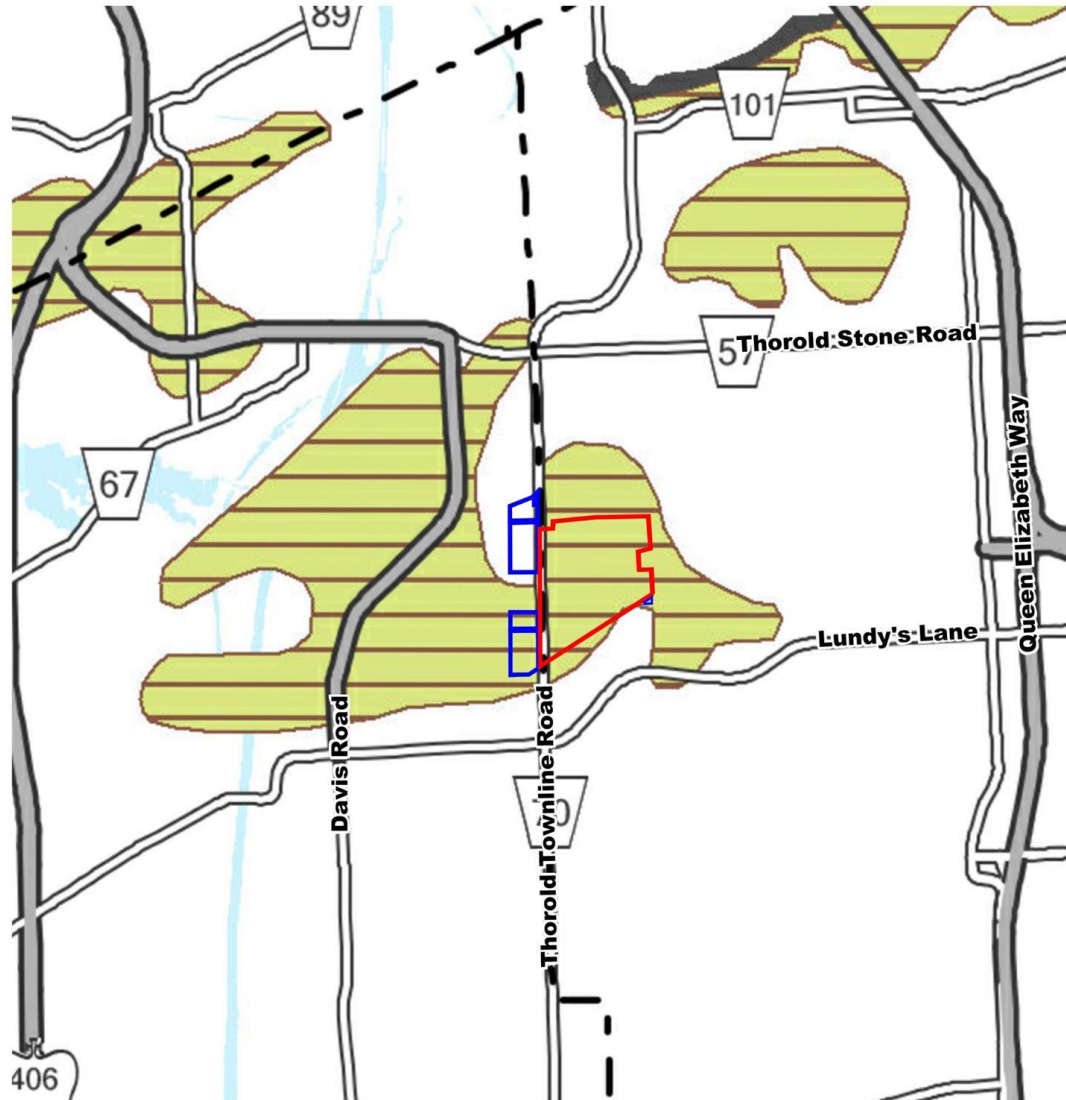 89
101
57
Thorold Stone Road
67
Queen Elizabeth Way
Lundy's Lane
Davis Road
Thorold Townline Road
406